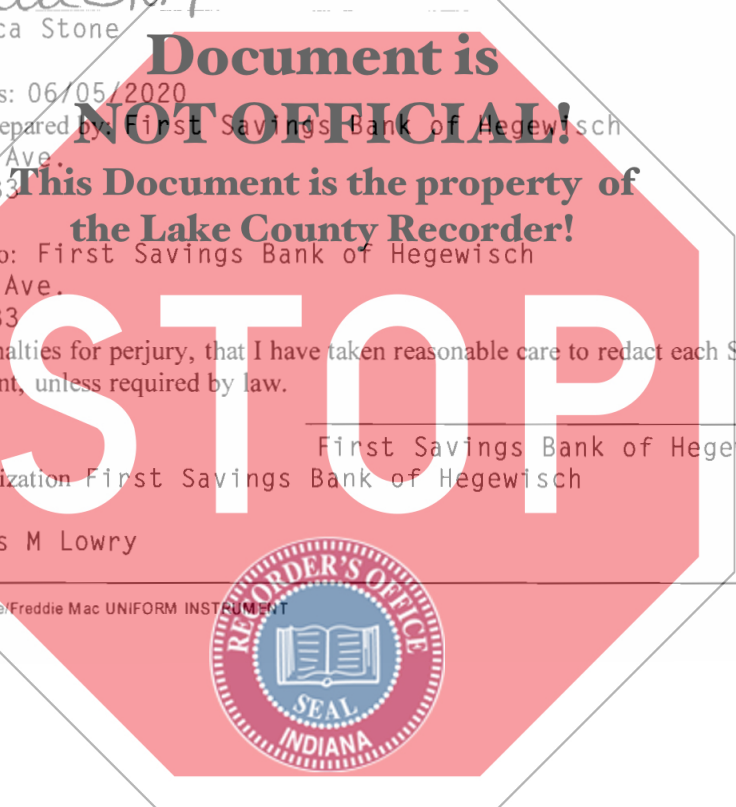 ca Stone
Document is
s: 06/05/2020
NOT OFFICIAL!
epared by: First Savings Bank of Hegewisch
Ave.
3
This Document is the property of
the Lake County Recorder!
o: First Savings Bank of Hegewisch
Ave.
33
STOP
nalties for perjury, that I have taken reasonable care to redact each S
nt, unless required by law.
First Savings Bank of Hege
ization First Savings Bank of Hegewisch
s M Lowry
e/Freddie Mac UNIFORM INSTRUMENT
RECORDER'S OFFICE
SEAL
INDIANA